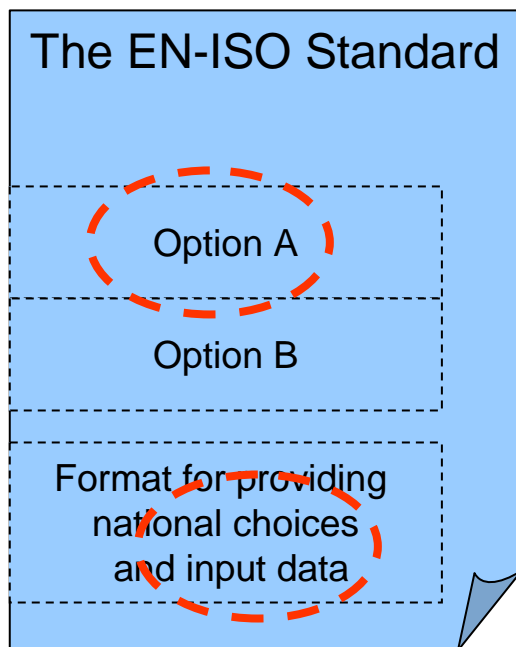 The EN-ISO Standard
Option A
Option B
Format for providing
national choices
and input data